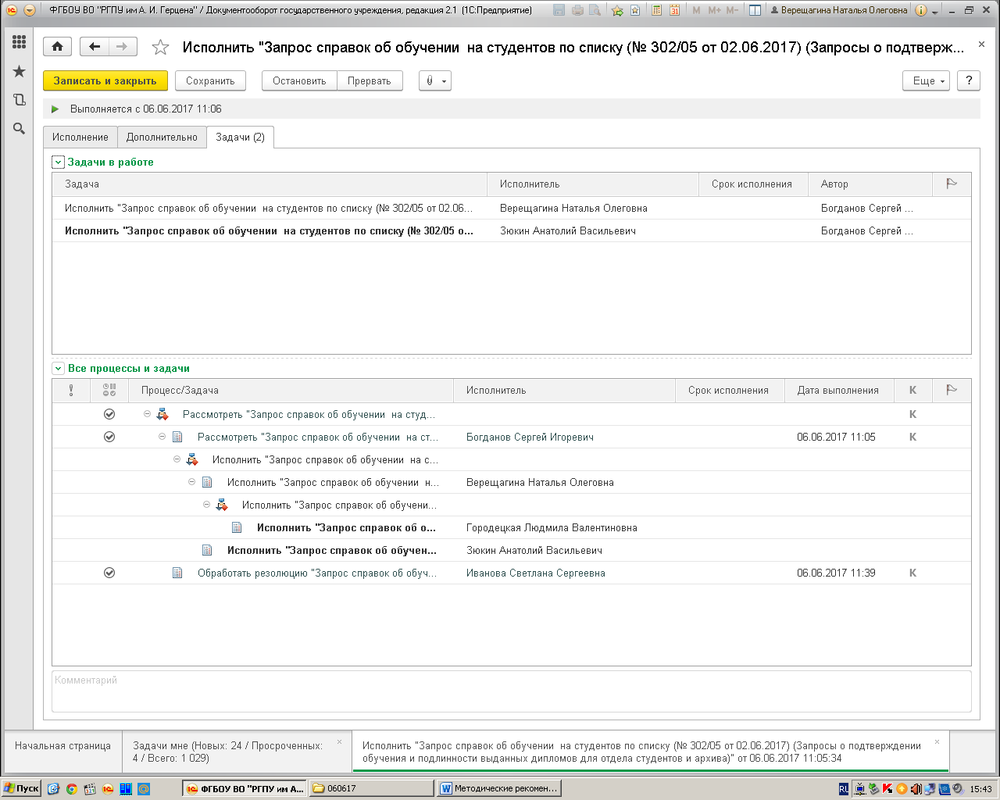 ФГБОУ ВО "РГПУ им А. И. Герцена" / Документооборот государственного учреждения, редакция 2.1 (1С:Предприятие)
M M+ M- Верещагина Наталья Олеговна
Исполнить "Запрос справок об обучении  на студентов по списку (№ 302/05 от 02.06.2017) (Запросы о подтверж...
Записать и закрыть Сохранить Остановить Прервать Еще ?
Выполняется с 06.06.2017 11:06
Исполнение Дополнительно Задачи (2)
Задачи в работе
Задача Исполнитель Срок исполнения Автор
Исполнить "Запрос справок об обучении  на студентов по списку (№ 302/05 от 02.06... Верещагина Наталья Олеговна Богданов Сергей ...
Исполнить "Запрос справок об обучении  на студентов по списку (№ 302/05 о... Зюкин Анатолий Васильевич Богданов Сергей ...
Все процессы и задачи
Процесс/Задача Исполнитель Срок исполнения Дата выполнения К
Рассмотреть "Запрос справок об обучении  на студ... К
Рассмотреть "Запрос справок об обучении  на ст... Богданов Сергей Игоревич 06.06.2017 11:05 К
Исполнить "Запрос справок об обучении  на с...
Исполнить "Запрос справок об обучении  н... Верещагина Наталья Олеговна
Исполнить "Запрос справок об обучени...
Исполнить "Запрос справок об о... Городецкая Людмила Валентиновна
Исполнить "Запрос справок об обучен... Зюкин Анатолий Васильевич
Обработать резолюцию "Запрос справок об обуч... Иванова Светлана Сергеевна 06.06.2017 11:39 К
Комментарий
Начальная страница
Задачи мне (Новых: 24 / Просроченных:
4 / Всего: 1 029)
Исполнить "Запрос справок об обучении  на студентов по списку (№ 302/05 от 02.06.2017) (Запросы о подтверждении
обучения и подлинности выданных дипломов для отдела студентов и архива)" от 06.06.2017 11:05:34
Пуск ФГБОУ ВО "РГПУ им А... 060617 Методические рекомен... RU 15:43